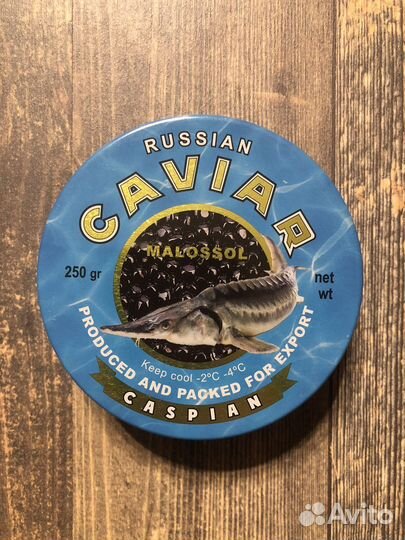 RUSSIAN
CAVIAR
MALOSSOL
250 gr
net
wt
Keep cool -2°C -4°C
PRODUCED AND PACKED FOR EXPORT
CASPIAN
Avito